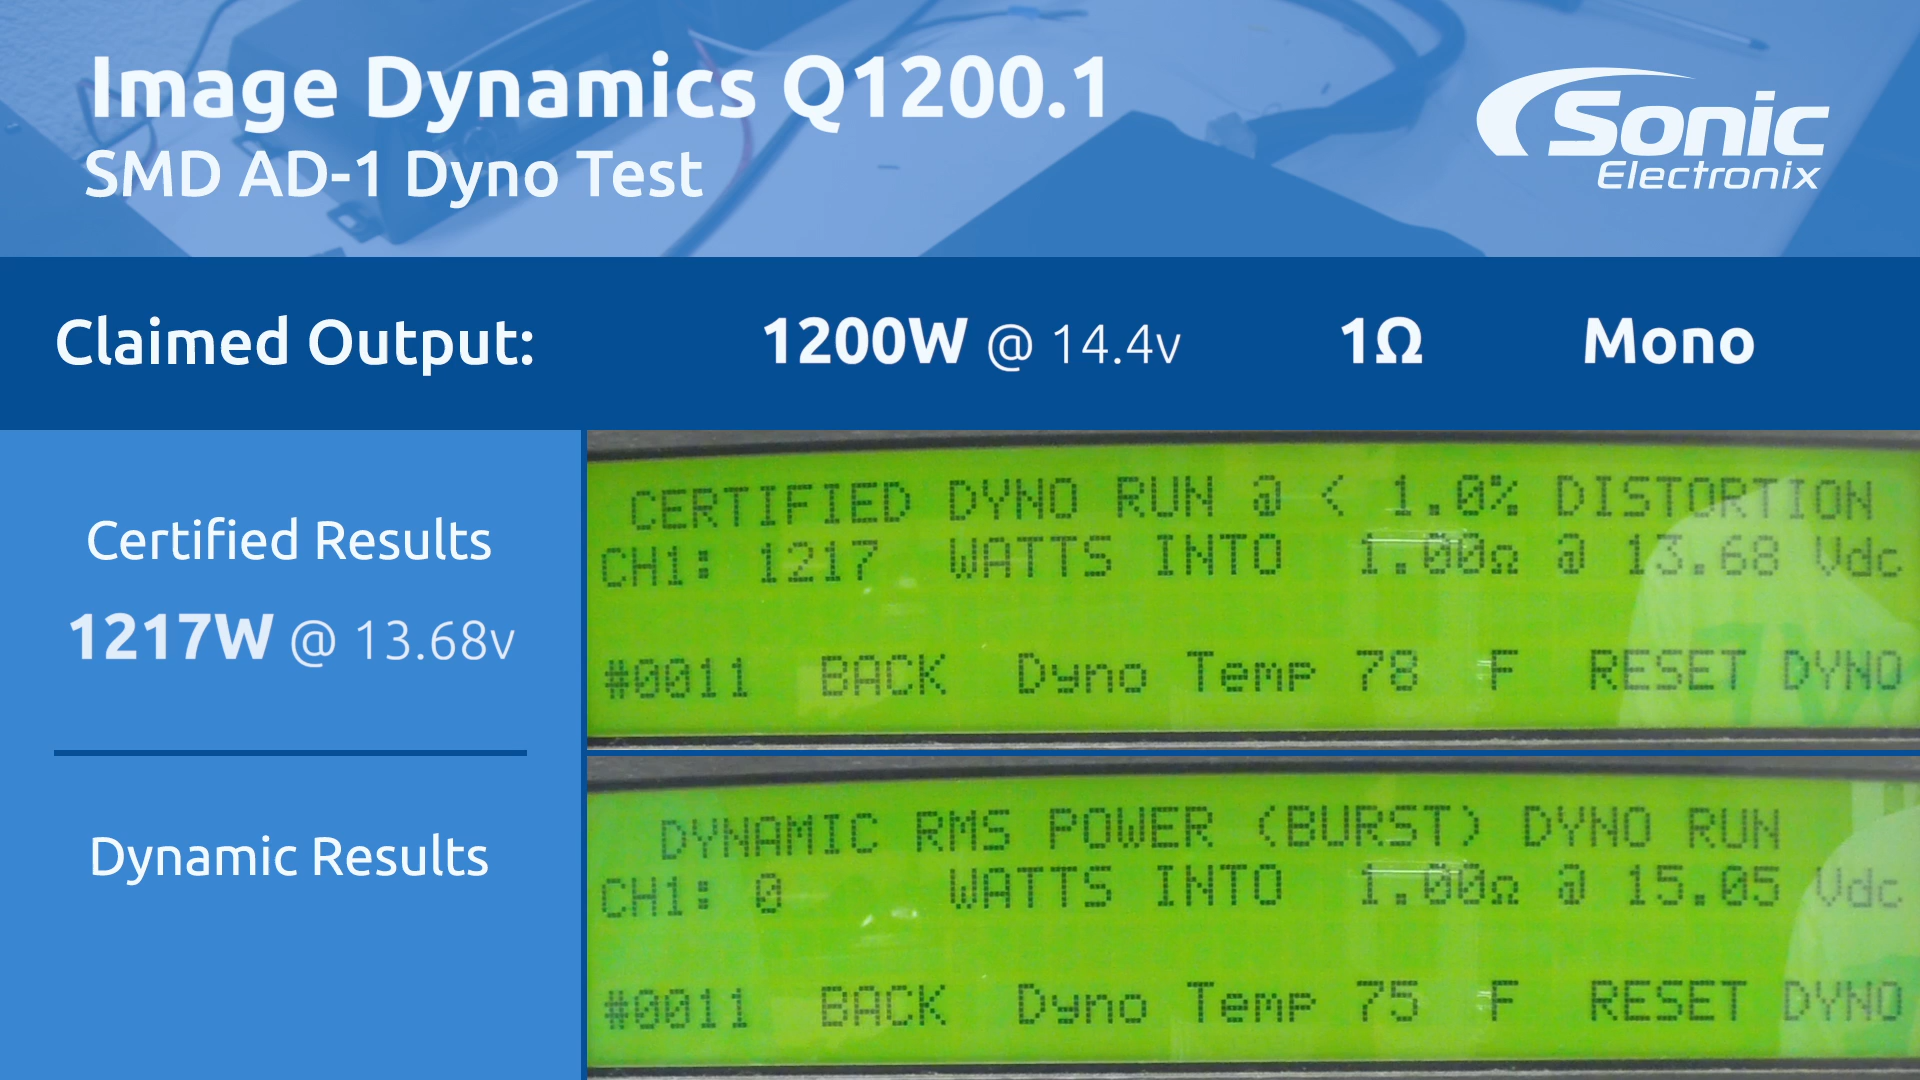 Image Dynamics Q1200.1
SMD AD-1 Dyno Test
Sonic
Electronix
Claimed Output: 1200W @ 14.4v 1Ω Mono
Certified Results
1217W @ 13.68v
CERTIFIED DYNO RUN @ < 1.0% DISTORTION
CH1: 1217 WATTS INTO 1.00Ω @ 13.68 Vdc
#0011 BACK Dyno Temp 78 F RESET DYNO
Dynamic Results
DYNAMIC RMS POWER (BURST) DYNO RUN
CH1: 0 WATTS INTO 1.00Ω @ 15.05 Vdc
#0011 BACK Dyno Temp 75 F RESET DYNO